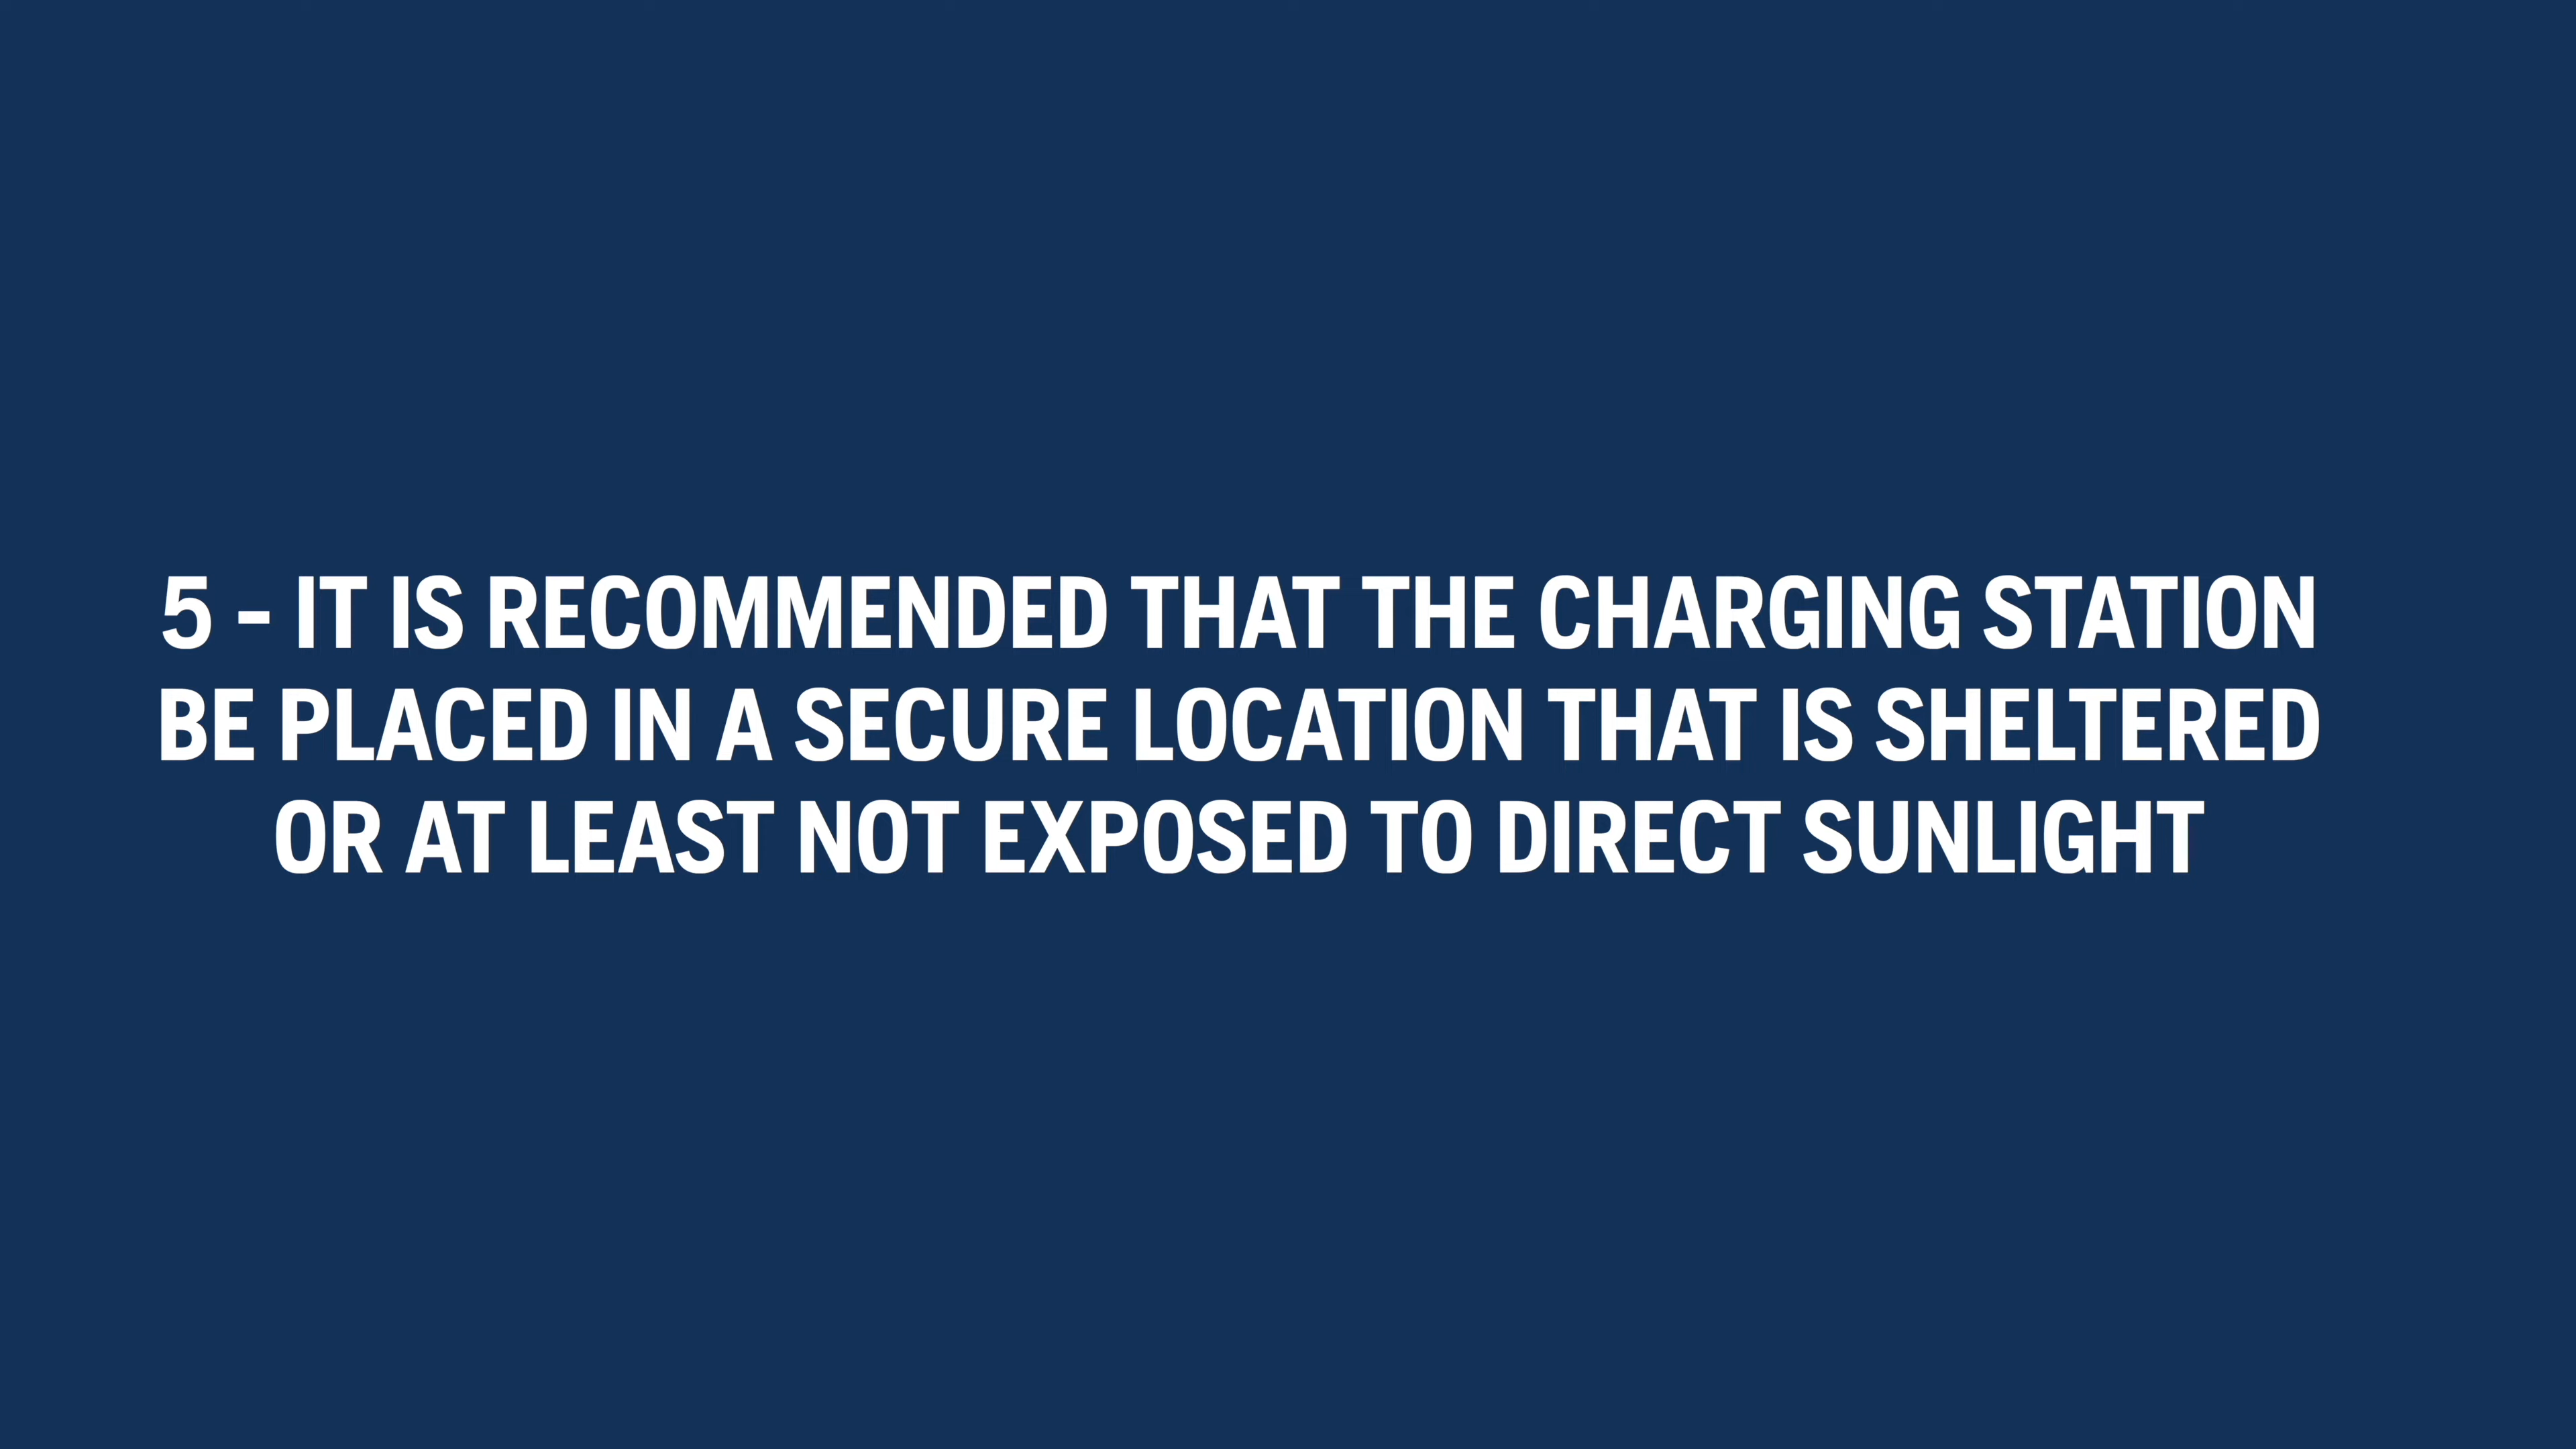 5 - IT IS RECOMMENDED THAT THE CHARGING STATION
BE PLACED IN A SECURE LOCATION THAT IS SHELTERED
OR AT LEAST NOT EXPOSED TO DIRECT SUNLIGHT